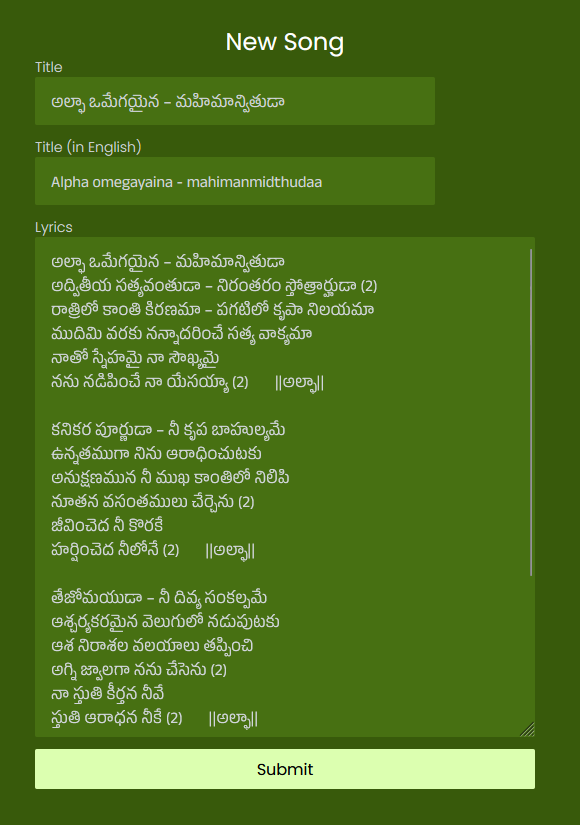 New Song
Title
అల్ఫా ఒమేగయైన – మహిమాన్వితుడా
Title (in English)
Alpha omegayaina - mahimanmidthudaa
Lyrics
అల్ఫా ఒమేగయైన – మహిమాన్వితుడా
అద్వితీయ సత్యవంతుడా – నిరంతరం స్తోత్రార్హుడా (2)
రాత్రిలో కాంతి కిరణమా – పగటిలో కృపా నిలయమా
ముదిమి వరకు నన్నాదరించే సత్య వాక్యమా
నాతో స్నేహమై నా సౌఖ్యమై
నను నడిపించే నా యేసయ్యా (2) ||అల్ఫా||
కనికర పూర్ణుడా – నీ కృప బాహుల్యమే
ఉన్నతముగా నిను ఆరాధించుటకు
అనుక్షణమున నీ ముఖ కాంతిలో నిలిపి
నూతన వసంతములు చేర్చెను (2)
జీవించెద నీ కొరకే
హర్షించెద నీలోనే (2) ||అల్ఫా||
తేజోమయుడా – నీ దివ్య సంకల్పమే
ఆశ్చర్యకరమైన వెలుగులో నడుపుటకు
ఆశ నిరాశల వలయాలు తప్పించి
అగ్ని జ్వాలగా నను చేసెను (2)
నా స్తుతి కీర్తన నీవే
స్తుతి ఆరాధన నీకే (2) ||అల్ఫా||
Submit